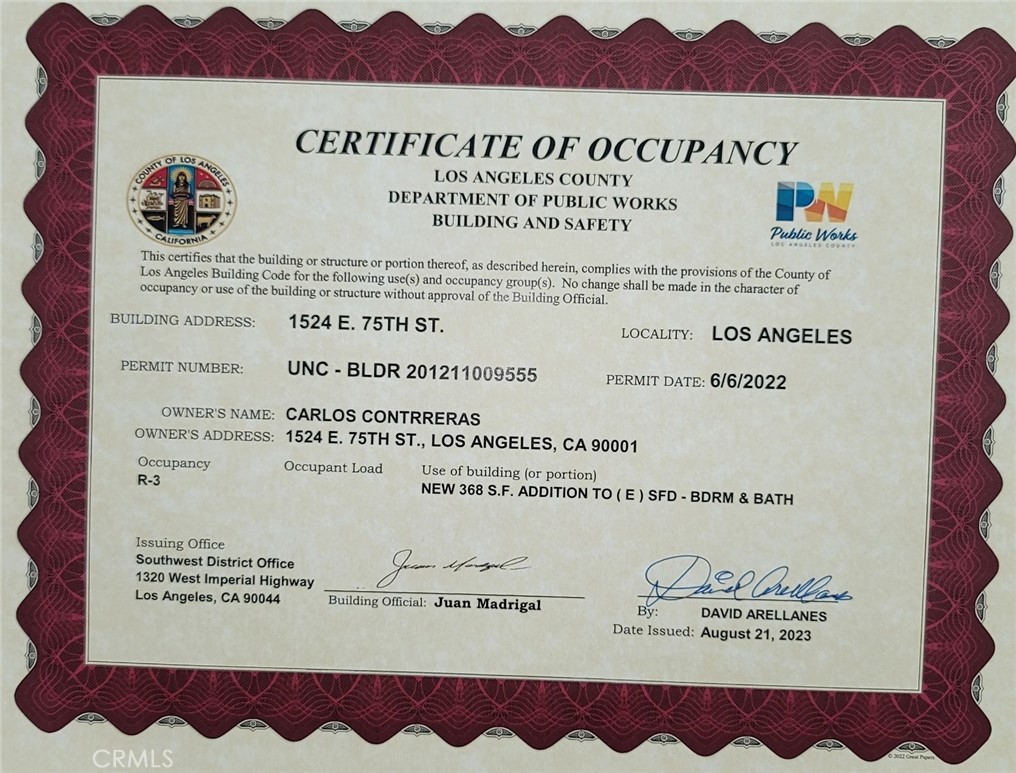 CERTIFICATE OF OCCUPANCY
LOS ANGELES COUNTY
DEPARTMENT OF PUBLIC WORKS
BUILDING AND SAFETY
COUNTY OF LOS ANGELES
CALIFORNIA
PW
Public Works
LOS ANGELES COUNTY
This certifies that the building or structure or portion thereof, as described herein, complies with the provisions of the County of
Los Angeles Building Code for the following use(s) and occupancy group(s). No change shall be made in the character of
occupancy or use of the building or structure without approval of the Building Official.
BUILDING ADDRESS: 1524 E. 75TH ST. LOCALITY: LOS ANGELES
PERMIT NUMBER: UNC - BLDR 201211009555 PERMIT DATE: 6/6/2022
OWNER'S NAME: CARLOS CONTRRERAS
OWNER'S ADDRESS: 1524 E. 75TH ST., LOS ANGELES, CA 90001
Occupancy Occupant Load Use of building (or portion)
R-3 NEW 368 S.F. ADDITION TO ( E ) SFD - BDRM & BATH
Issuing Office
Southwest District Office
1320 West Imperial Highway
Los Angeles, CA 90044
Juan Madrigal
Building Official: Juan Madrigal
David Arellanes
By: DAVID ARELLANES
Date Issued: August 21, 2023
CRMLS
© 2022 Great Papers